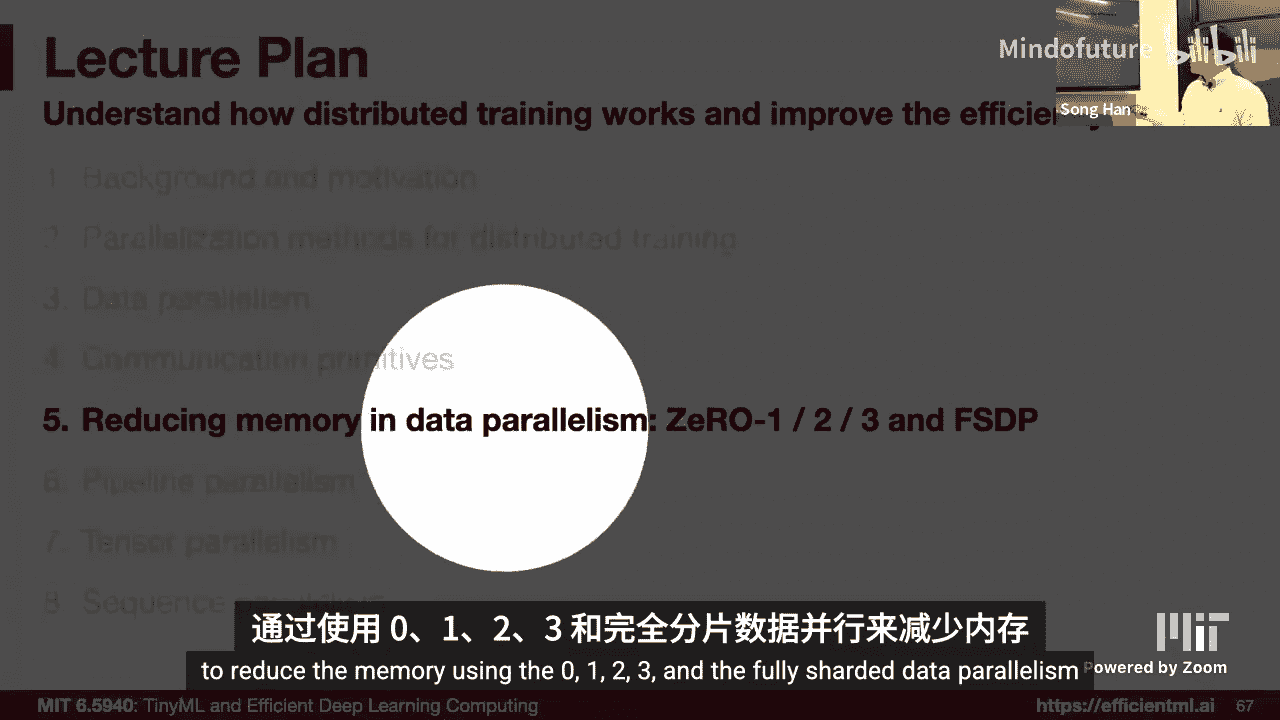 Lecture Plan
Mindofuture bilibili
Song Han
Understand how distributed training works and improve the
1. Background and motivation
2. Parallelization methods for distributed training
3. Data parallelism
4. Communication primitives
5. Reducing memory in data parallelism: ZeRO-1 / 2 / 3 and FSDP
6. Pipeline parallelism
7. Tensor parallelism
8. Sequence parallelism
通过使用 0、1、2、3 和完全分片数据并行来减少内存
to reduce the memory using the 0, 1, 2, 3, and the fully sharded data parallelism
MIT
Powered by Zoom
MIT 6.5940: TinyML and Efficient Deep Learning Computing
https://efficientml.ai 67